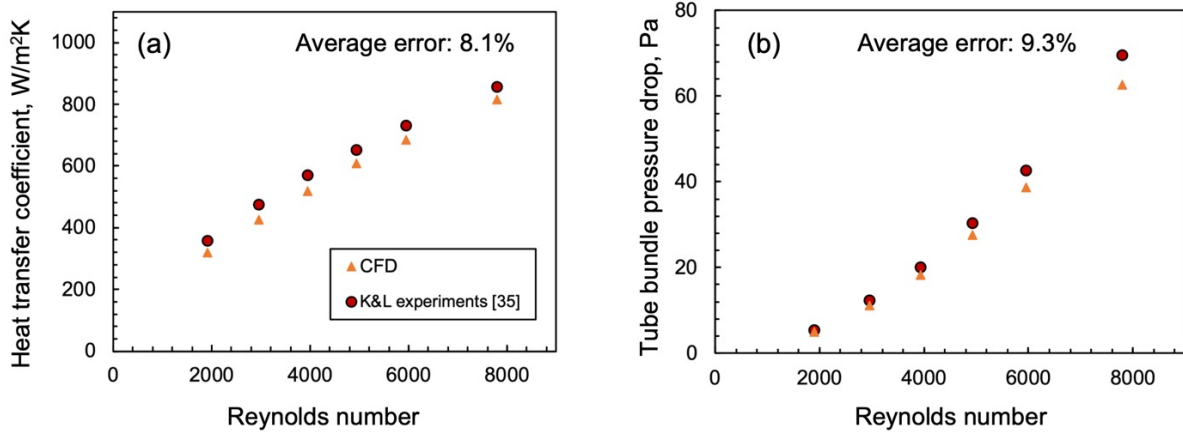 (a)
Average error: 8.1%
Heat transfer coefficient, W/m²K
1000
800
600
400
200
0
CFD
K&L experiments [35]
0 2000 4000 6000 8000
Reynolds number
(b)
Average error: 9.3%
Tube bundle pressure drop, Pa
80
60
40
20
0
0 2000 4000 6000 8000
Reynolds number